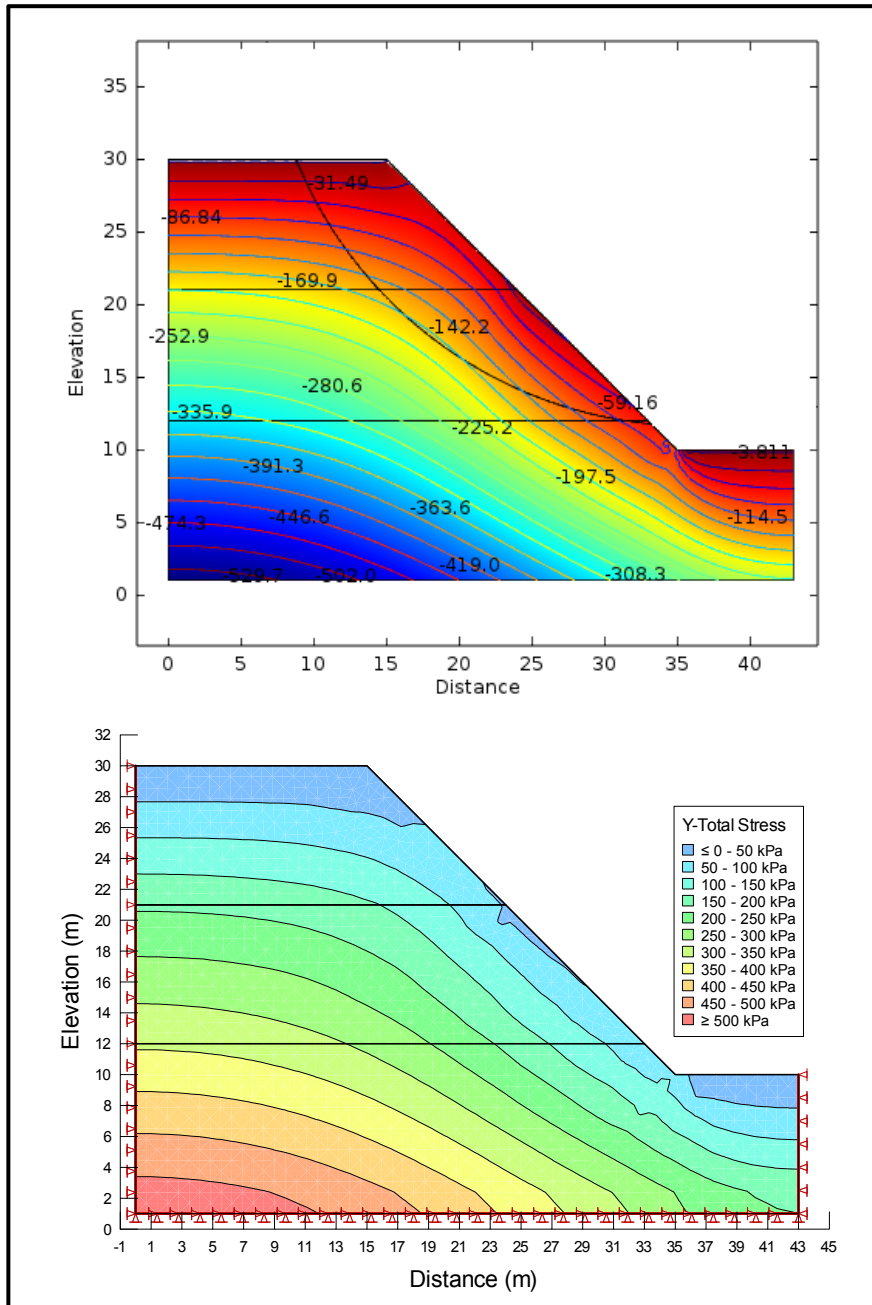 35
30
25
20
15
10
5
0
Elevation
-31.49
-86.84
-169.9
-142.2
-252.9
-280.6
-59.16
-335.9
-225.2
-3.811
-391.3
-197.5
-363.6
-114.5
-474.3
-446.6
-419.0
-308.3
-529.7
-502.0
0 5 10 15 20 25 30 35 40
Distance
32
30
28
26
24
22
20
18
16
14
12
10
8
6
4
2
0
Elevation (m)
Y-Total Stress
≤ 0 - 50 kPa
50 - 100 kPa
100 - 150 kPa
150 - 200 kPa
200 - 250 kPa
250 - 300 kPa
300 - 350 kPa
350 - 400 kPa
400 - 450 kPa
450 - 500 kPa
≥ 500 kPa
-1 1 3 5 7 9 11 13 15 17 19 21 23 25 27 29 31 33 35 37 39 41 43 45
Distance (m)